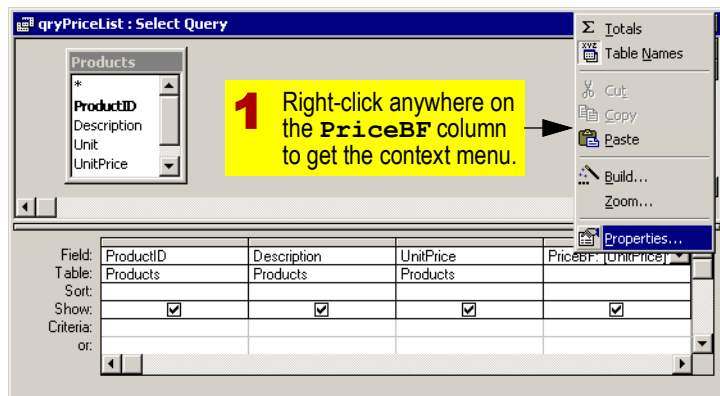 qryPriceList : Select Query
Products
*
ProductID
Description
Unit
UnitPrice
1
Right-click anywhere on
the PriceBF column
to get the context menu.
Σ Totals
XYZ Table Names
Cut
Copy
Paste
Build...
Zoom...
Properties...
Field: ProductID Description UnitPrice PriceBF: [UnitPrice]*
Table: Products Products Products
Sort:
Show:
Criteria:
or: